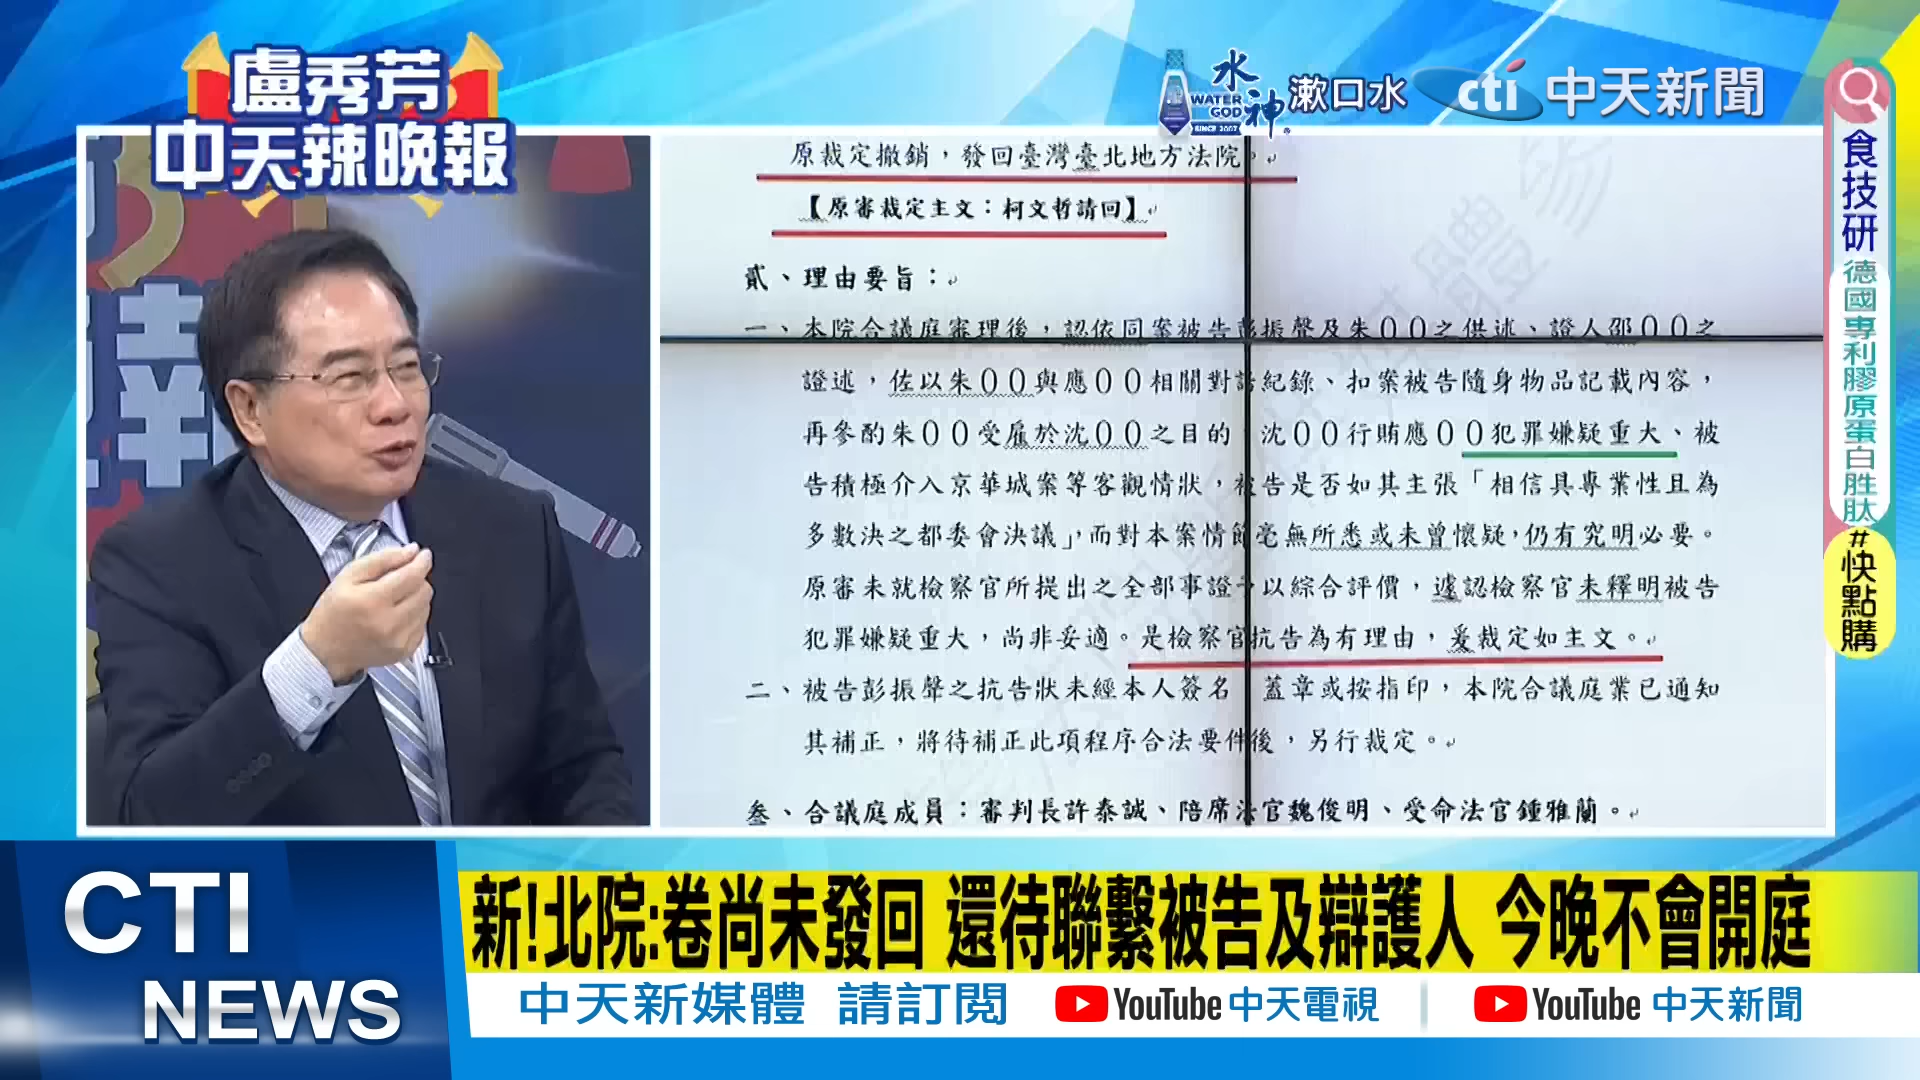 盧秀芳
中天辣晚報
水神
WATER GOD
SINCE 2007
漱口水
cti 中天新聞
食技研
德國專利膠原蛋白胜肽
#快點購
原裁定撤銷，發回臺灣臺北地方法院。
【原審裁定主文：柯文哲請回】
貳、理由要旨：
一、本院合議庭審理後，認依同案被告彭振聲及朱００之供述、證人邵００之
證述，佐以朱００與應００相關對話紀錄、扣案被告隨身物品記載內容，
再參酌朱００受雇於沈００之目的、沈００行賄應００犯罪嫌疑重大、被
告積極介入京華城案等客觀情狀，被告是否如其主張「相信具專業性且為
多數決之都委會決議」，而對本案情節毫無所悉或未曾懷疑，仍有究明必要。
原審未就檢察官所提出之全部事證予以綜合評價，遽認檢察官未釋明被告
犯罪嫌疑重大，尚非妥適。是檢察官抗告為有理由，爰裁定如主文。
二、被告彭振聲之抗告狀未經本人簽名、蓋章或按指印，本院合議庭業已通知
其補正，將待補正此項程序合法要件後，另行裁定。
叁、合議庭成員：審判長許泰誠、陪席法官魏俊明、受命法官鍾雅蘭。
CTI
NEWS
新!北院:卷尚未發回 還待聯繫被告及辯護人 今晚不會開庭
中天新媒體 請訂閱 YouTube 中天電視 YouTube 中天新聞